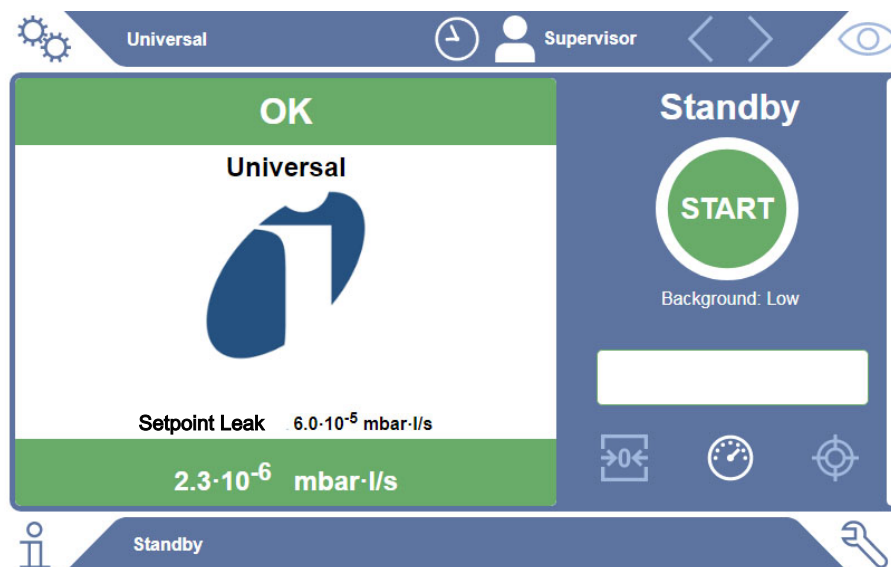 Universal
Supervisor
OK
Universal
Setpoint Leak 6.0·10⁻⁵ mbar·l/s
2.3·10⁻⁶ mbar·l/s
Standby
START
Background: Low
→0←
Standby